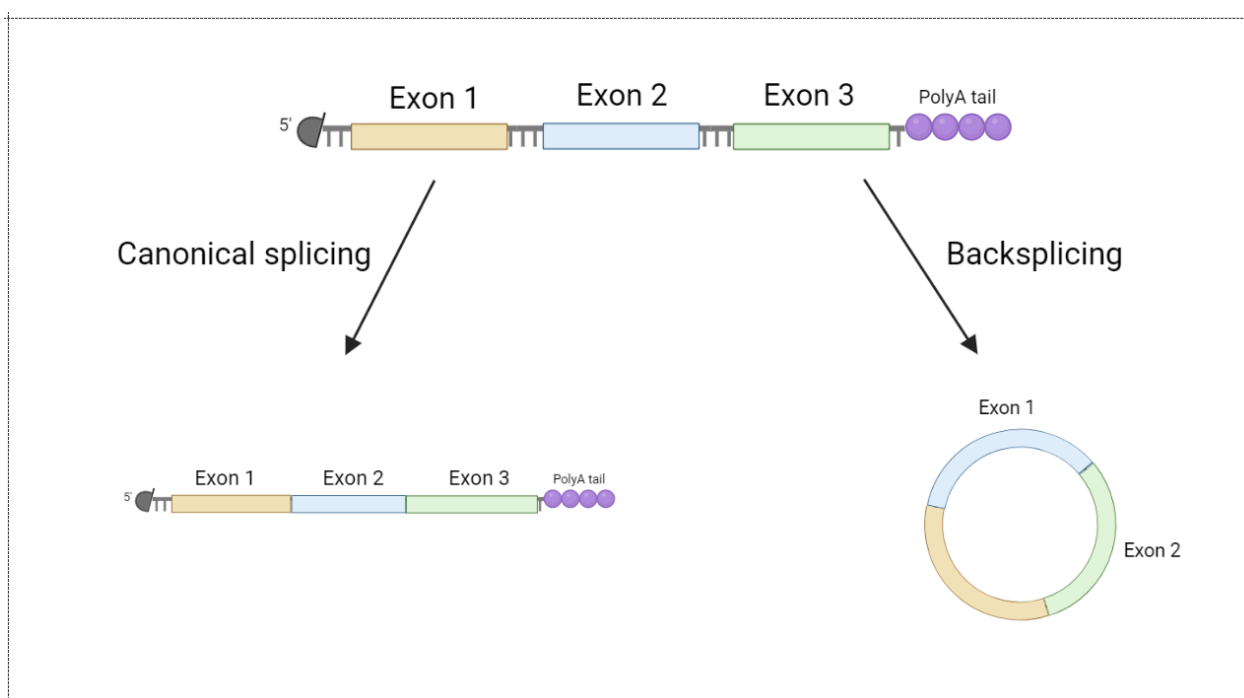 Exon 1
Exon 2
Exon 3
PolyA tail
5'
Canonical splicing
Backsplicing
Exon 1
Exon 1
Exon 2
Exon 3
PolyA tail
5'
Exon 2